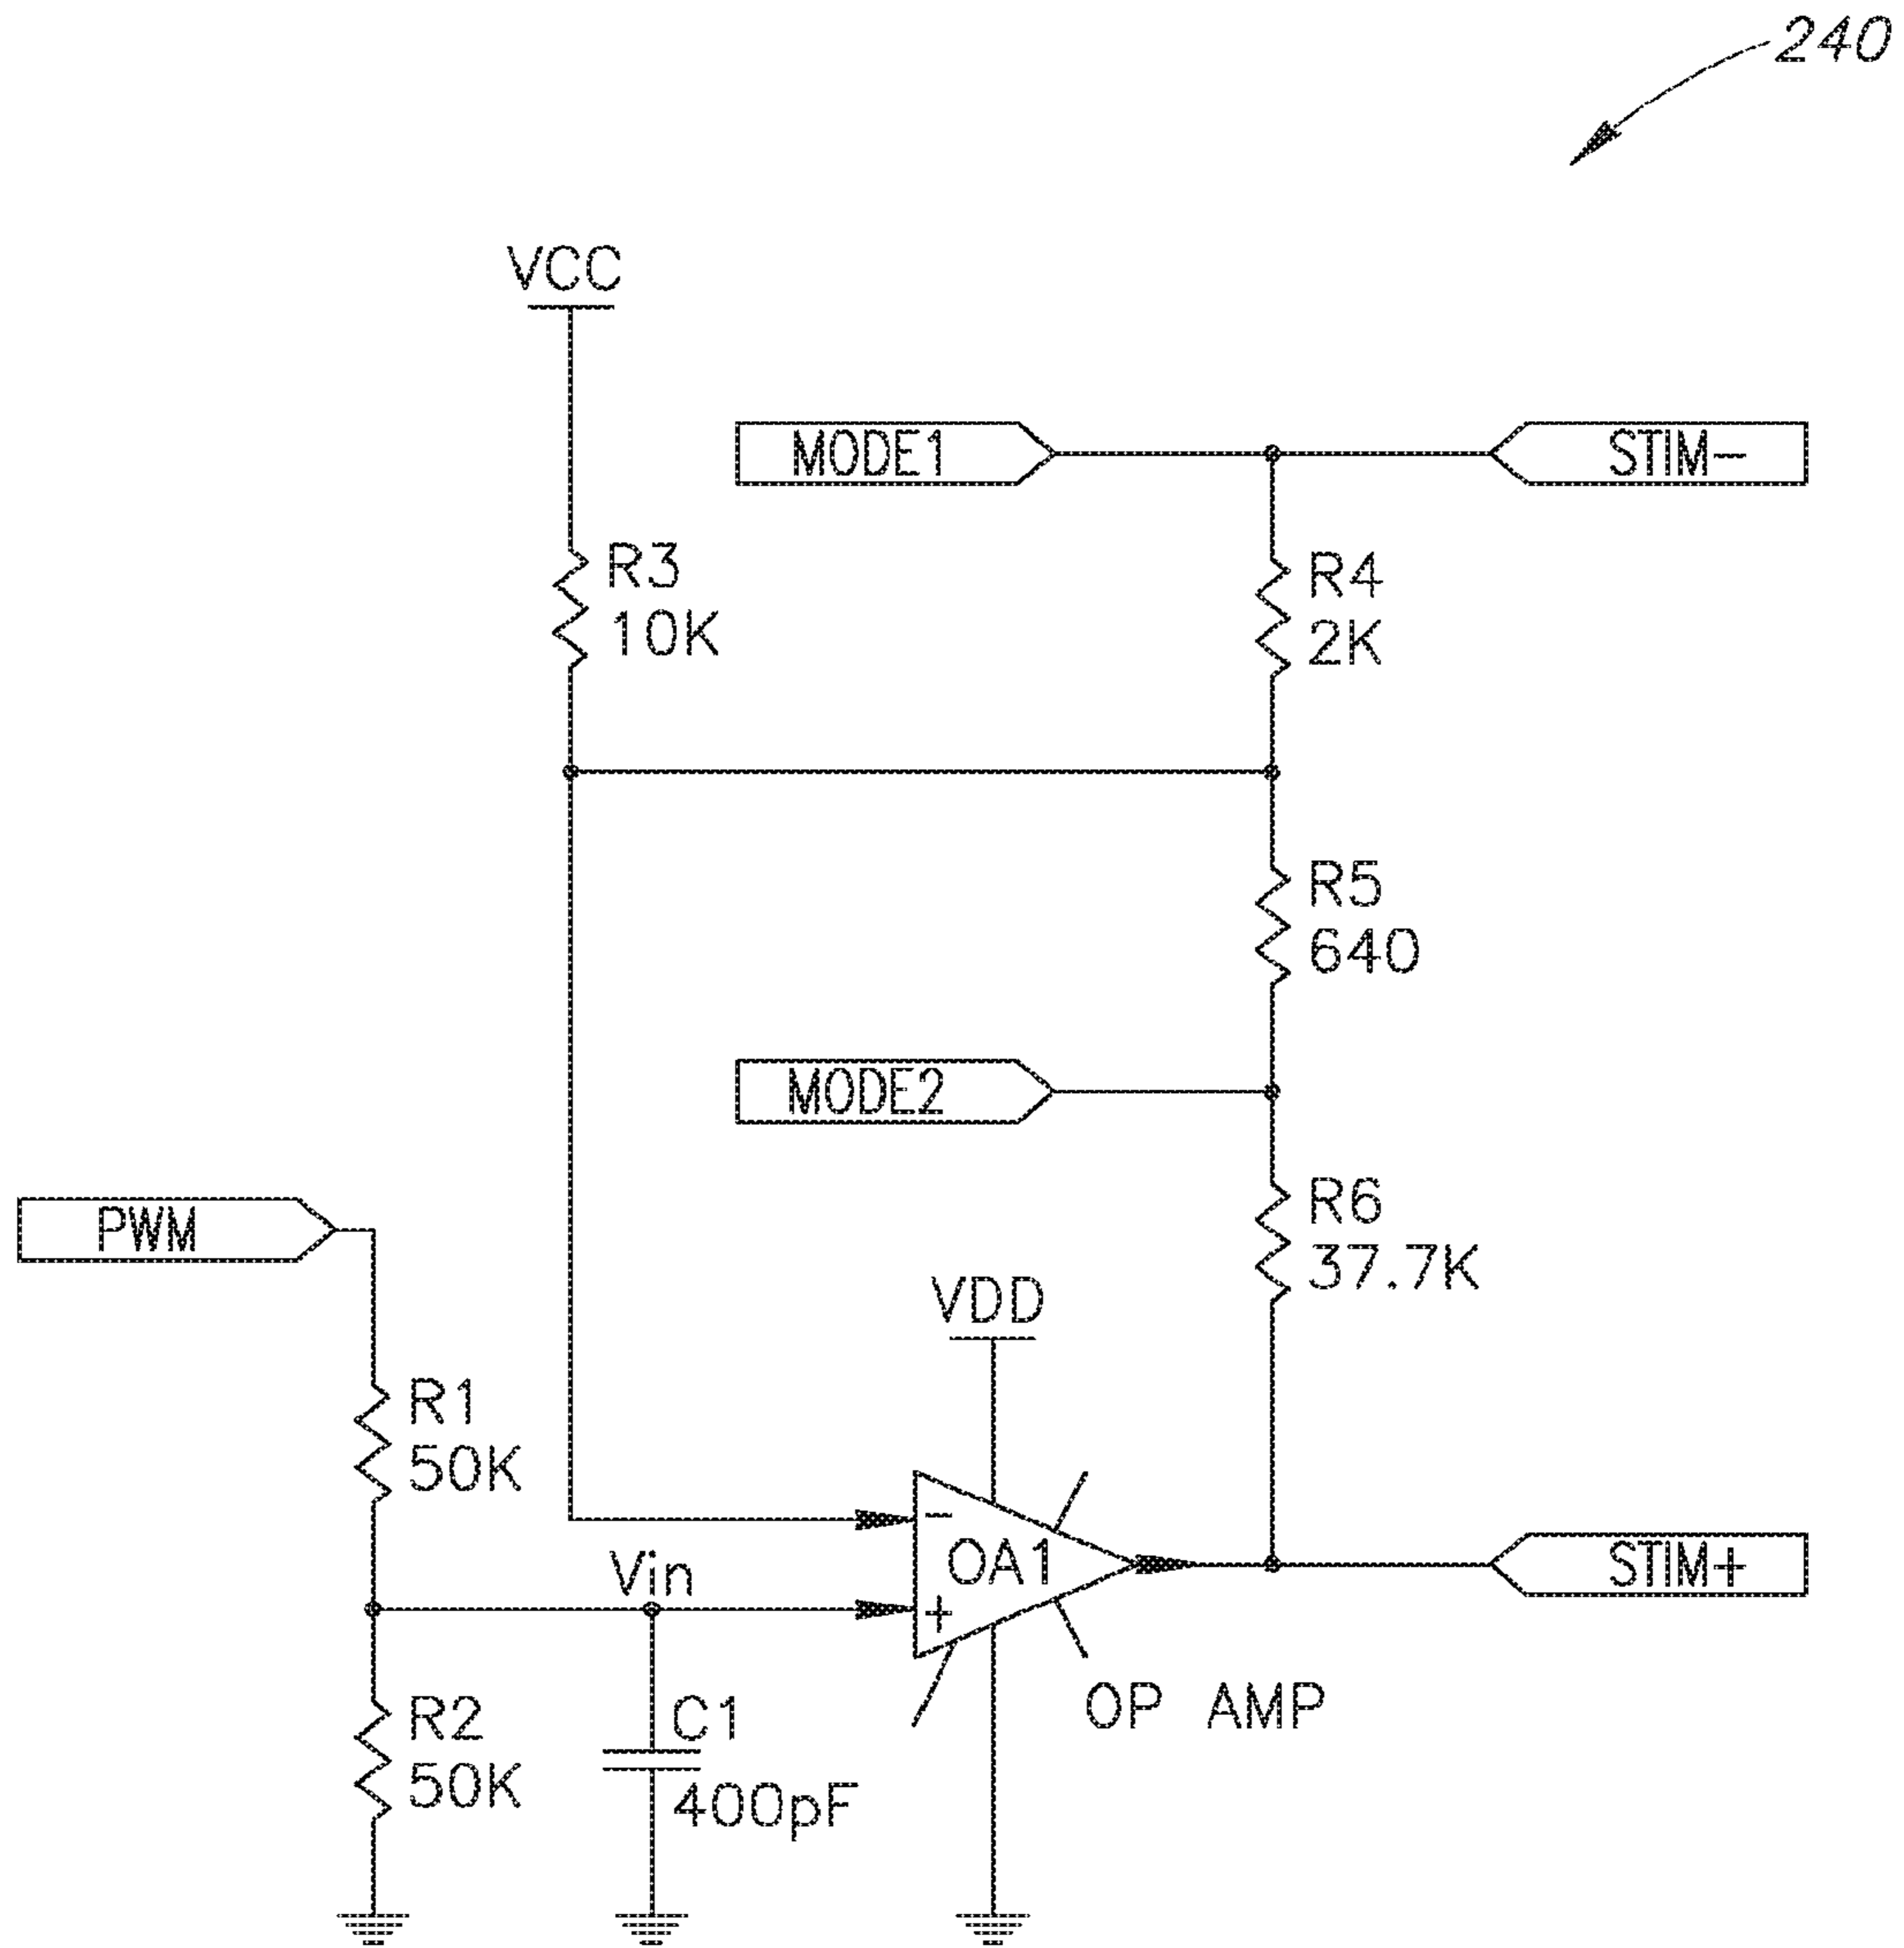 240
VCC
MODE1
STIM-
R3
10K
R4
2K
R5
640
MODE2
PWM
R6
37.7K
VDD
R1
50K
-
OA1
+
Vin
STIM+
OP AMP
R2
50K
C1
400pF